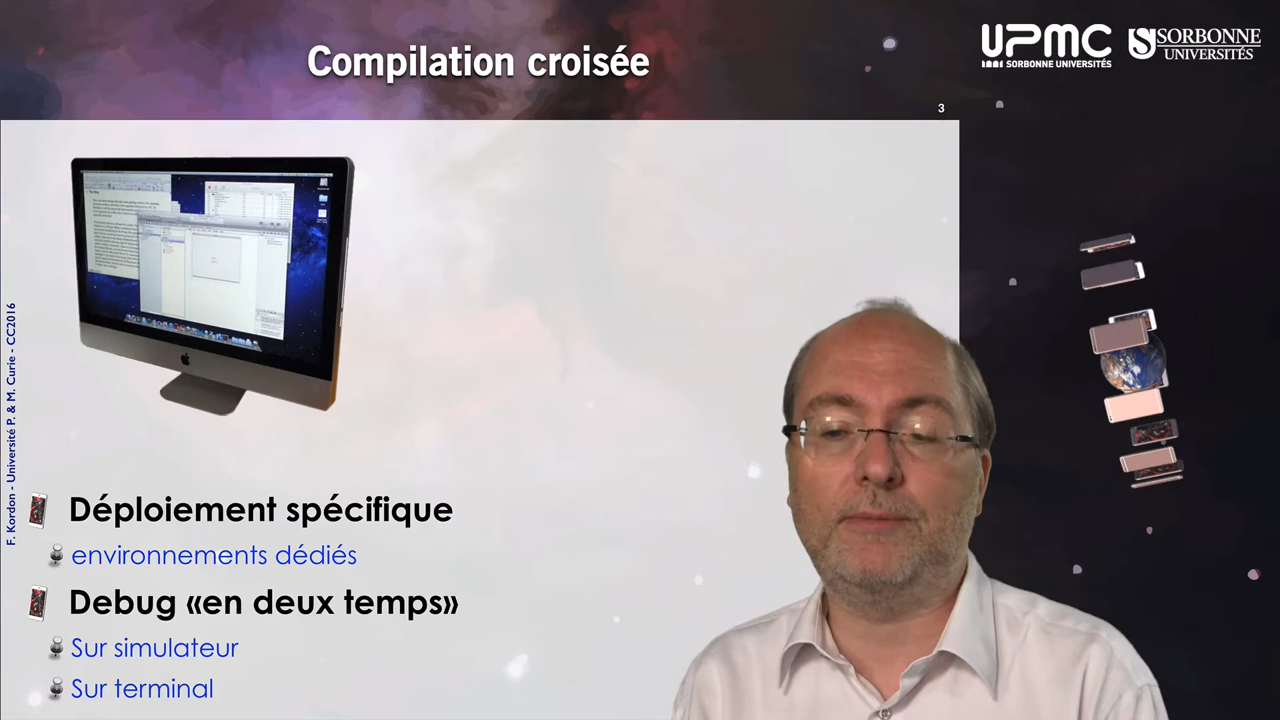 Compilation croisée
UPMC
SORBONNE UNIVERSITÉS
SORBONNE
UNIVERSITÉS
3
F. Kordon - Université P. & M. Curie - CC2016
Déploiement spécifique
environnements dédiés
Debug «en deux temps»
Sur simulateur
Sur terminal